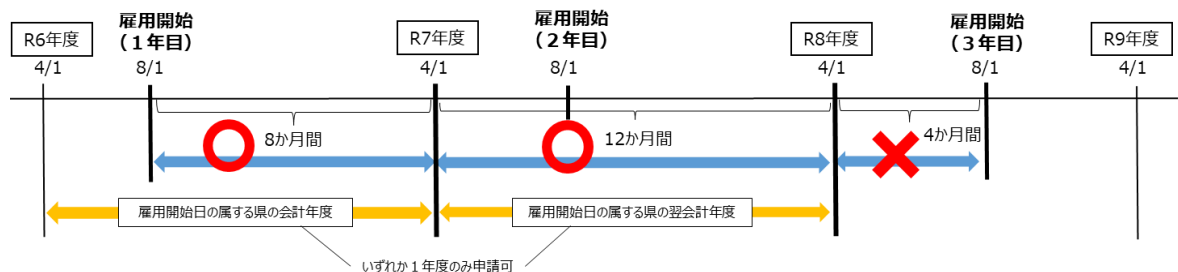 R6年度
4/1
雇用開始
(1年目)
8/1
R7年度
4/1
雇用開始
(2年目)
8/1
R8年度
4/1
雇用開始
(3年目)
8/1
R9年度
4/1
8か月間
12か月間
4か月間
雇用開始日の属する県の会計年度
雇用開始日の属する県の翌会計年度
いずれか1年度のみ申請可